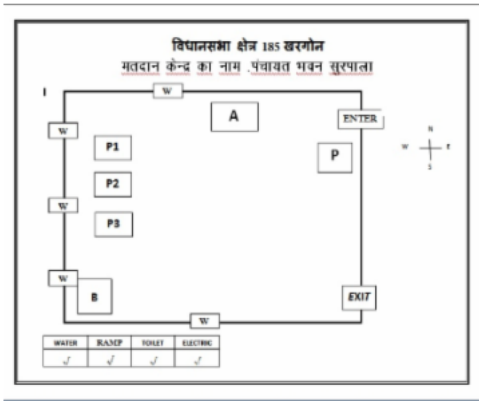 विधानसभा क्षेत्र 185 खरगोन
मतदान केन्द्र का नाम .पंचायत भवन सुरपाला
I
W
A
ENTER
W
P1
P
N
W E
S
P2
W
P3
W
B
EXIT
W
WATER RAMP TOILET ELECTRIC
√ √ √ √